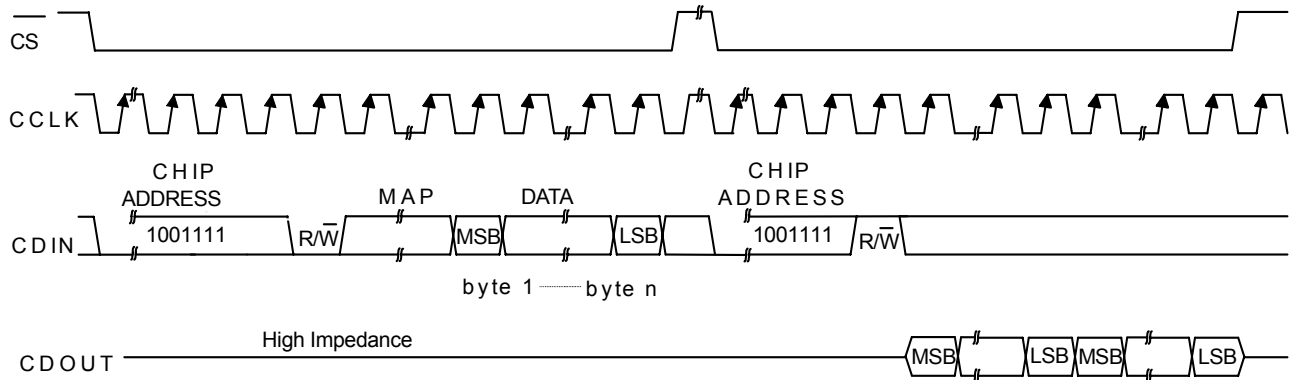 CS
CCLK
CHIP
ADDRESS
MAP
DATA
CHIP
ADDRESS
CDIN
1001111
R/W
MSB
LSB
1001111
R/W
byte 1
byte n
High Impedance
CDOUT
MSB
LSB
MSB
LSB